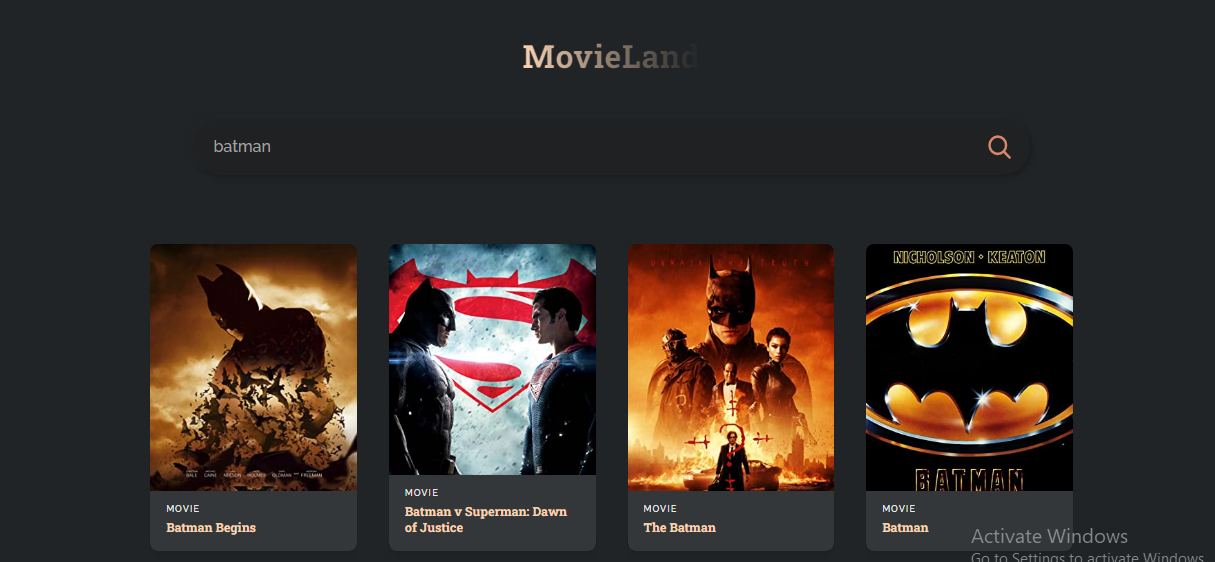 MovieLand
batman
NICHOLSON • KEATON
BATMAN
MOVIE
Batman Begins
MOVIE
Batman v Superman: Dawn
of Justice
MOVIE
The Batman
MOVIE
Batman
Activate Windows
Go to Settings to activate Windows.